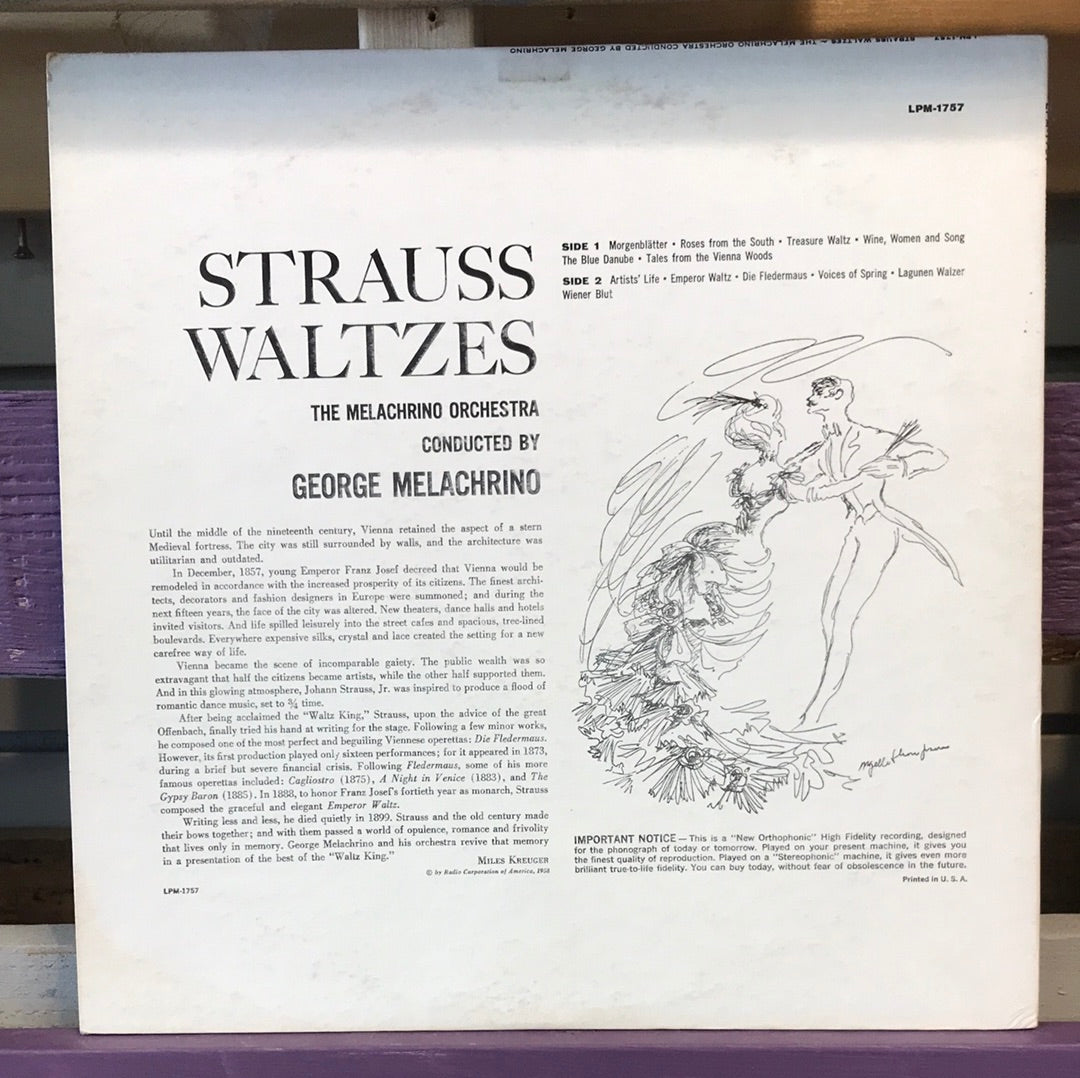 ORCHESTRA CONDUCTED BY GEORGE MELACHRINO
LPM-1757
STRAUSS
WALTZES
THE MELACHRINO ORCHESTRA
CONDUCTED BY
GEORGE MELACHRINO
Until the middle of the nineteenth century, Vienna retained the aspect of a stern
Medieval fortress. The city was still surrounded by walls, and the architecture was
utilitarian and outdated.
In December, 1857, young Emperor Franz Josef decreed that Vienna would be
remodeled in accordance with the increased prosperity of its citizens. The finest archi-
tects, decorators and fashion designers in Europe were summoned; and during the
next fifteen years, the face of the city was altered. New theaters, dance halls and hotels
invited visitors. And life spilled leisurely into the street cafes and spacious, tree-lined
boulevards. Everywhere expensive silks, crystal and lace created the setting for a new
carefree way of life.
Vienna became the scene of incomparable gaiety. The public wealth was so
extravagant that half the citizens became artists, while the other half supported them.
And in this glowing atmosphere, Johann Strauss, Jr. was inspired to produce a flood of
romantic dance music, set to ¾ time.
After being acclaimed the “Waltz King,” Strauss, upon the advice of the great
Offenbach, finally tried his hand at writing for the stage. Following a few minor works,
he composed one of the most perfect and beguiling Viennese operettas: Die Fledermaus.
However, its first production played only sixteen performances; for it appeared in 1873,
during a brief but severe financial crisis. Following Fledermaus, some of his more
famous operettas included: Cagliostro (1875), A Night in Venice (1883), and The
Gypsy Baron (1885). In 1888, to honor Franz Josef's fortieth year as monarch, Strauss
composed the graceful and elegant Emperor Waltz.
Writing less and less, he died quietly in 1899. Strauss and the old century made
their bows together; and with them passed a world of opulence, romance and frivolity
that lives only in memory. George Melachrino and his orchestra revive that memory
in a presentation of the best of the “Waltz King.”
MILES KREUGER
© by Radio Corporation of America, 1958
LPM-1757
SIDE 1 Morgenblätter • Roses from the South • Treasure Waltz • Wine, Women and Song
The Blue Danube • Tales from the Vienna Woods
SIDE 2 Artists' Life • Emperor Waltz • Die Fledermaus • Voices of Spring • Lagunen Walzer
Wiener Blut
IMPORTANT NOTICE — This is a "New Orthophonic" High Fidelity recording, designed
for the phonograph of today or tomorrow. Played on your present machine, it gives you
the finest quality of reproduction. Played on a "Stereophonic" machine, it gives even more
brilliant true-to-life fidelity. You can buy today, without fear of obsolescence in the future.
Printed in U. S. A.